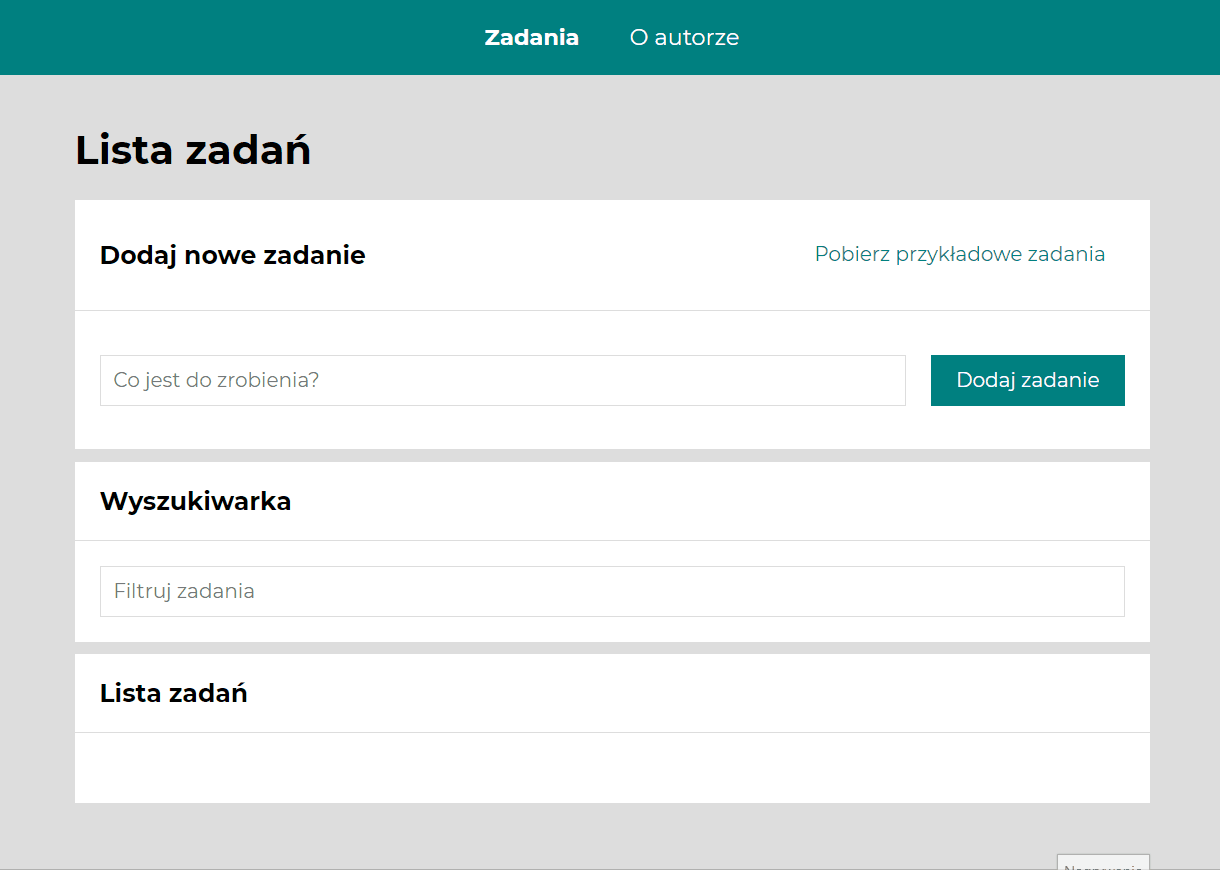 Zadania O autorze
Lista zadań
Dodaj nowe zadanie Pobierz przykładowe zadania
Co jest do zrobienia? Dodaj zadanie
Wyszukiwarka
Filtruj zadania
Lista zadań